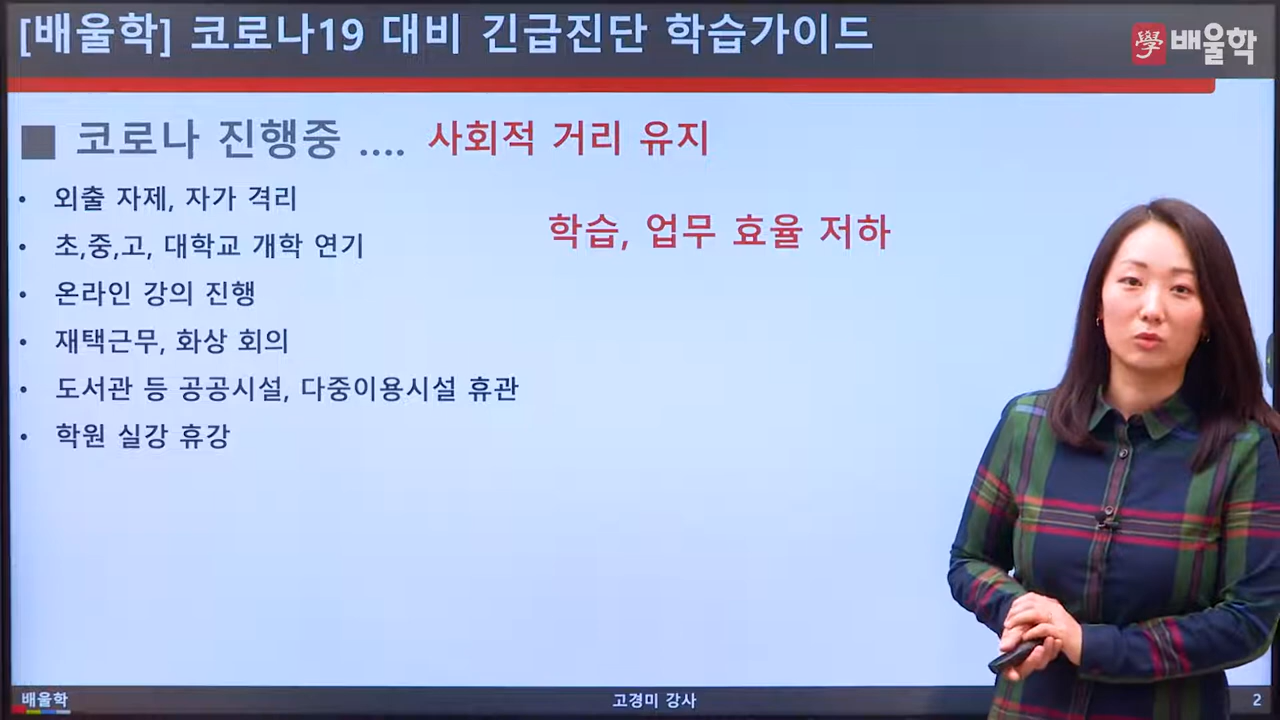 [배울학] 코로나19 대비 긴급진단 학습가이드
學 배울학
■ 코로나 진행중 .... 사회적 거리 유지
• 외출 자제, 자가 격리
학습, 업무 효율 저하
• 초,중,고, 대학교 개학 연기
• 온라인 강의 진행
• 재택근무, 화상 회의
• 도서관 등 공공시설, 다중이용시설 휴관
• 학원 실강 휴강
배울학
고경미 강사
2